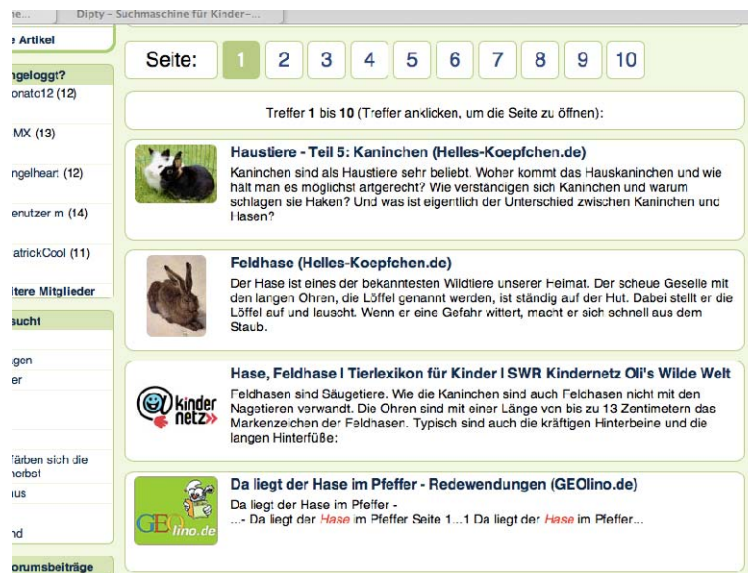 Dipty – Suchmaschine für Kinder–...
Artikel
Seite: 1 2 3 4 5 6 7 8 9 10
ngeloggt?
onato12 (12)
MX (13)
ngelheart (12)
enutzer m (14)
atrickCool (11)
itere Mitglieder
sucht
gen
er
färben sich die
herbst
aus
nd
orumsbeiträge
Treffer 1 bis 10 (Treffer anklicken, um die Seite zu öffnen):
Haustiere - Teil 5: Kaninchen (Helles-Koepfchen.de)
Kaninchen sind als Haustiere sehr beliebt. Woher kommt das Hauskaninchen und wie
hält man es möglichst artgerecht? Wie verständigen sich Kaninchen und warum
schlagen sie Haken? Und was ist eigentlich der Unterschied zwischen Kaninchen und
Hasen?
Feldhase (Helles-Koepfchen.de)
Der Hase ist eines der bekanntesten Wildtiere unserer Heimat. Der scheue Geselle mit
den langen Ohren, die Löffel genannt werden, ist ständig auf der Hut. Dabei stellt er die
Löffel auf und lauscht. Wenn er eine Gefahr wittert, macht er sich schnell aus dem
Staub.
Hase, Feldhase | Tierlexikon für Kinder | SWR Kindernetz Oli's Wilde Welt
kinder
netz
Feldhasen sind Säugetiere. Wie die Kaninchen sind auch Feldhasen nicht mit den
Nagetieren verwandt. Die Ohren sind mit einer Länge von bis zu 13 Zentimetern das
Markenzeichen der Feldhasen. Typisch sind auch die kräftigen Hinterbeine und die
langen Hinterfüße:
Da liegt der Hase im Pfeffer - Redewendungen (GEOlino.de)
GEOlino.de
Da liegt der Hase im Pfeffer -
...- Da liegt der Hase im Pfeffer Seite 1...1 Da liegt der Hase im Pfeffer...